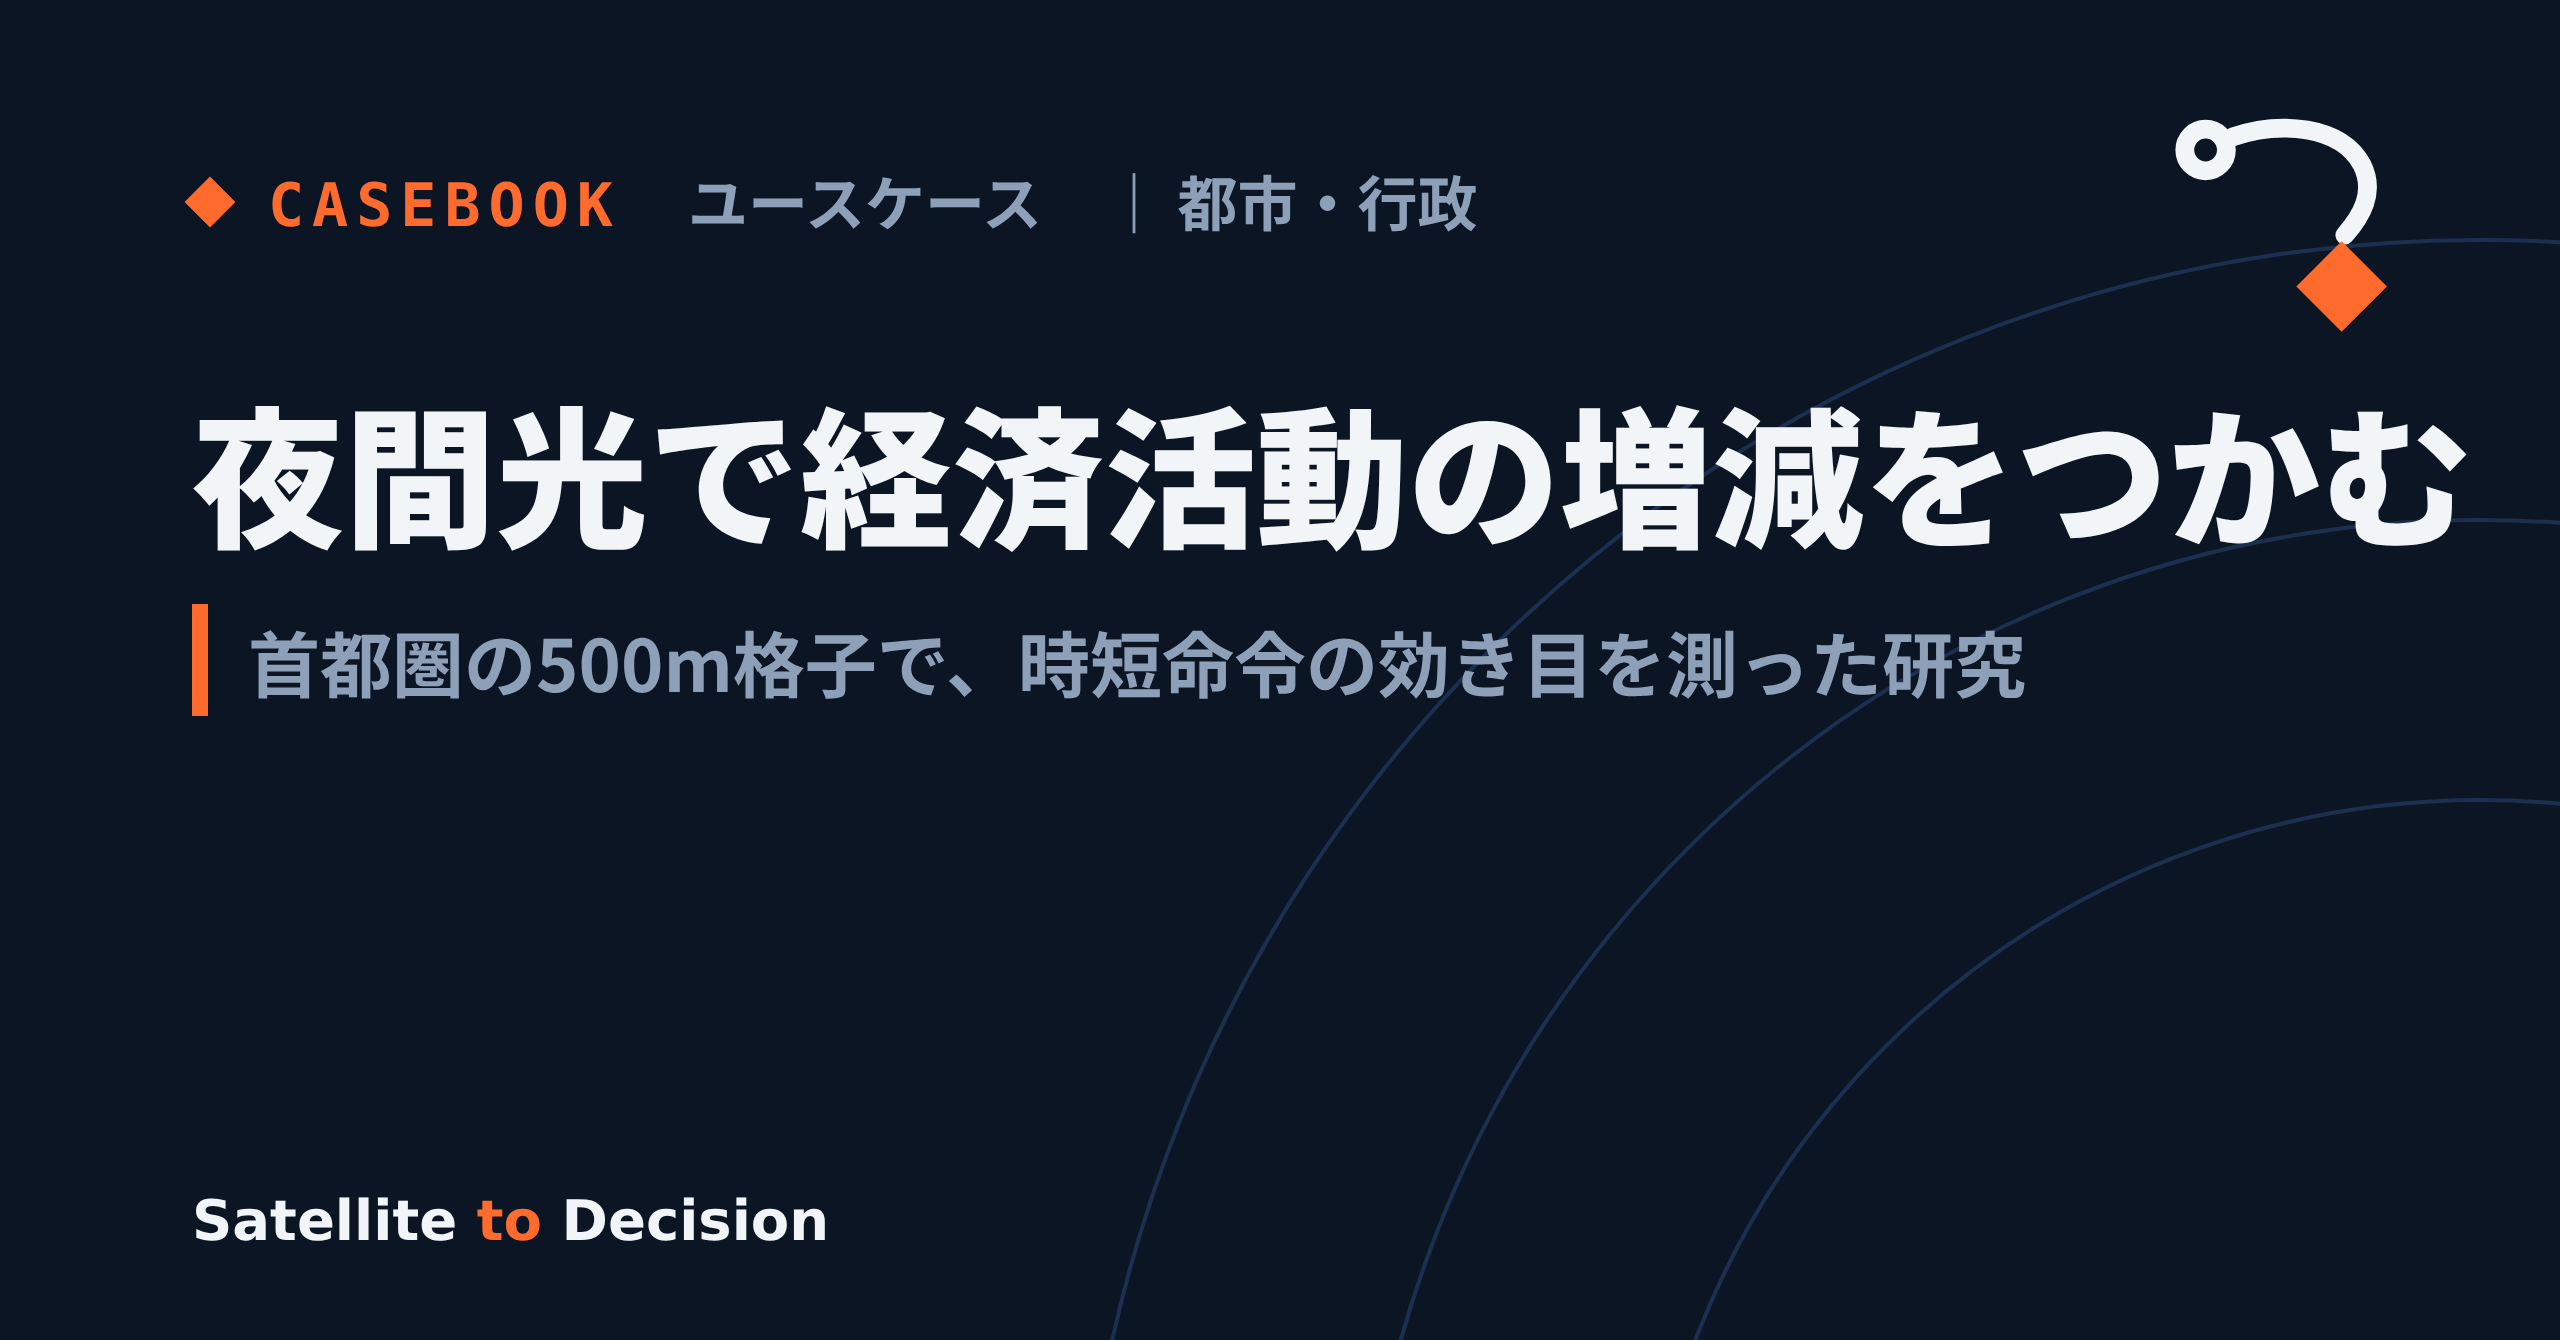 CASEBOOK ユースケース ｜ 都市・行政
夜間光で経済活動の増減をつかむ
首都圏の500m格子で、時短命令の効き目を測った研究
Satellite to Decision